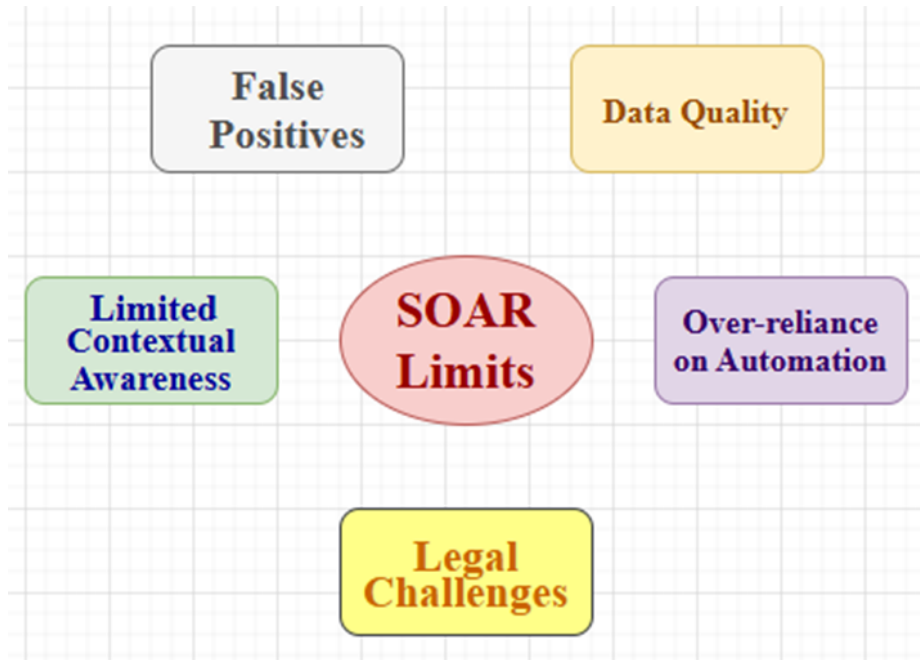 False
Positives
Data Quality
Limited
Contextual
Awareness
SOAR
Limits
Over-reliance
on Automation
Legal
Challenges